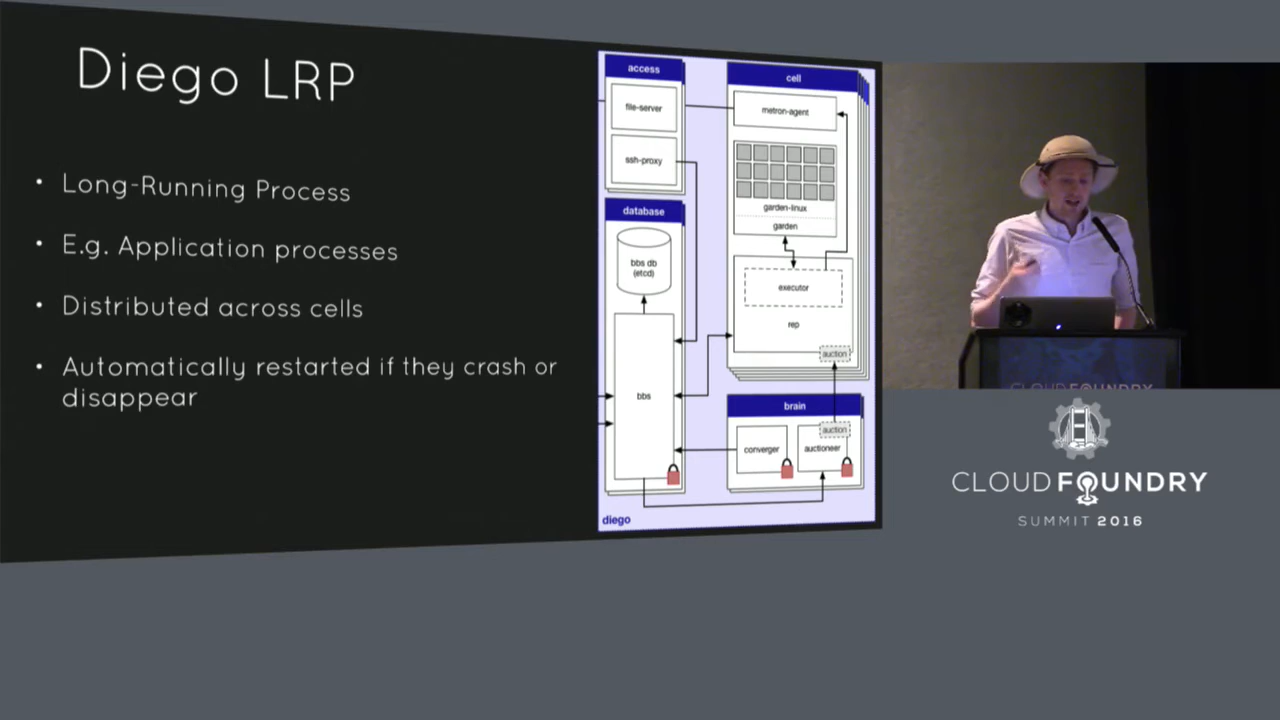 Diego LRP
• Long-Running Process
• E.g. Application processes
• Distributed across cells
• Automatically restarted if they crash or
disappear
access
file-server
ssh-proxy
database
bbs db
(etcd)
bbs
diego
cell
metron-agent
garden-linux
garden
executor
rep
auction
brain
auction
converger
auctioneer
CLOUD FOUNDRY
CLOUD FOUNDRY
SUMMIT 2016